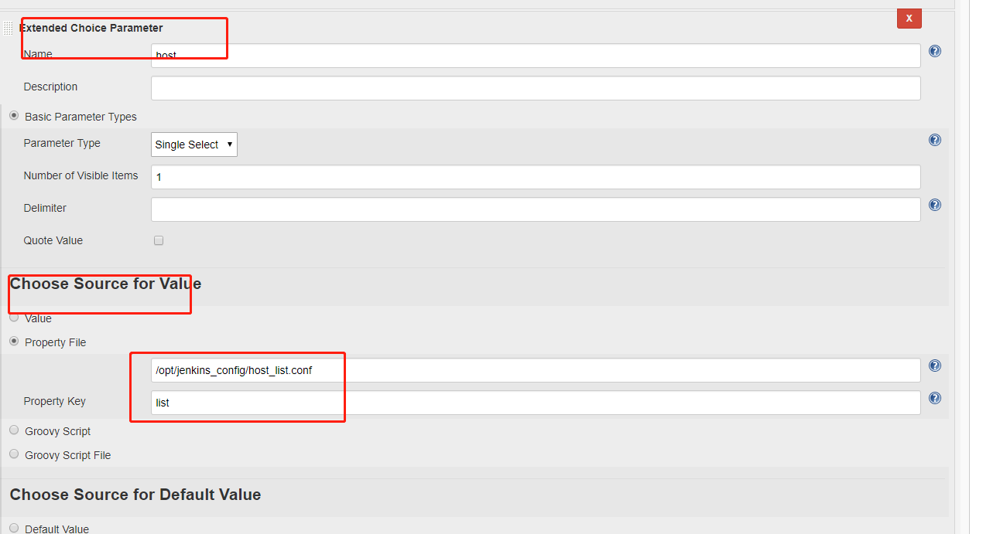 X
Extended Choice Parameter
Name host
Description
Basic Parameter Types
Parameter Type Single Select
Number of Visible Items 1
Delimiter
Quote Value
Choose Source for Value
Value
Property File
/opt/jenkins_config/host_list.conf
Property Key list
Groovy Script
Groovy Script File
Choose Source for Default Value
Default Value